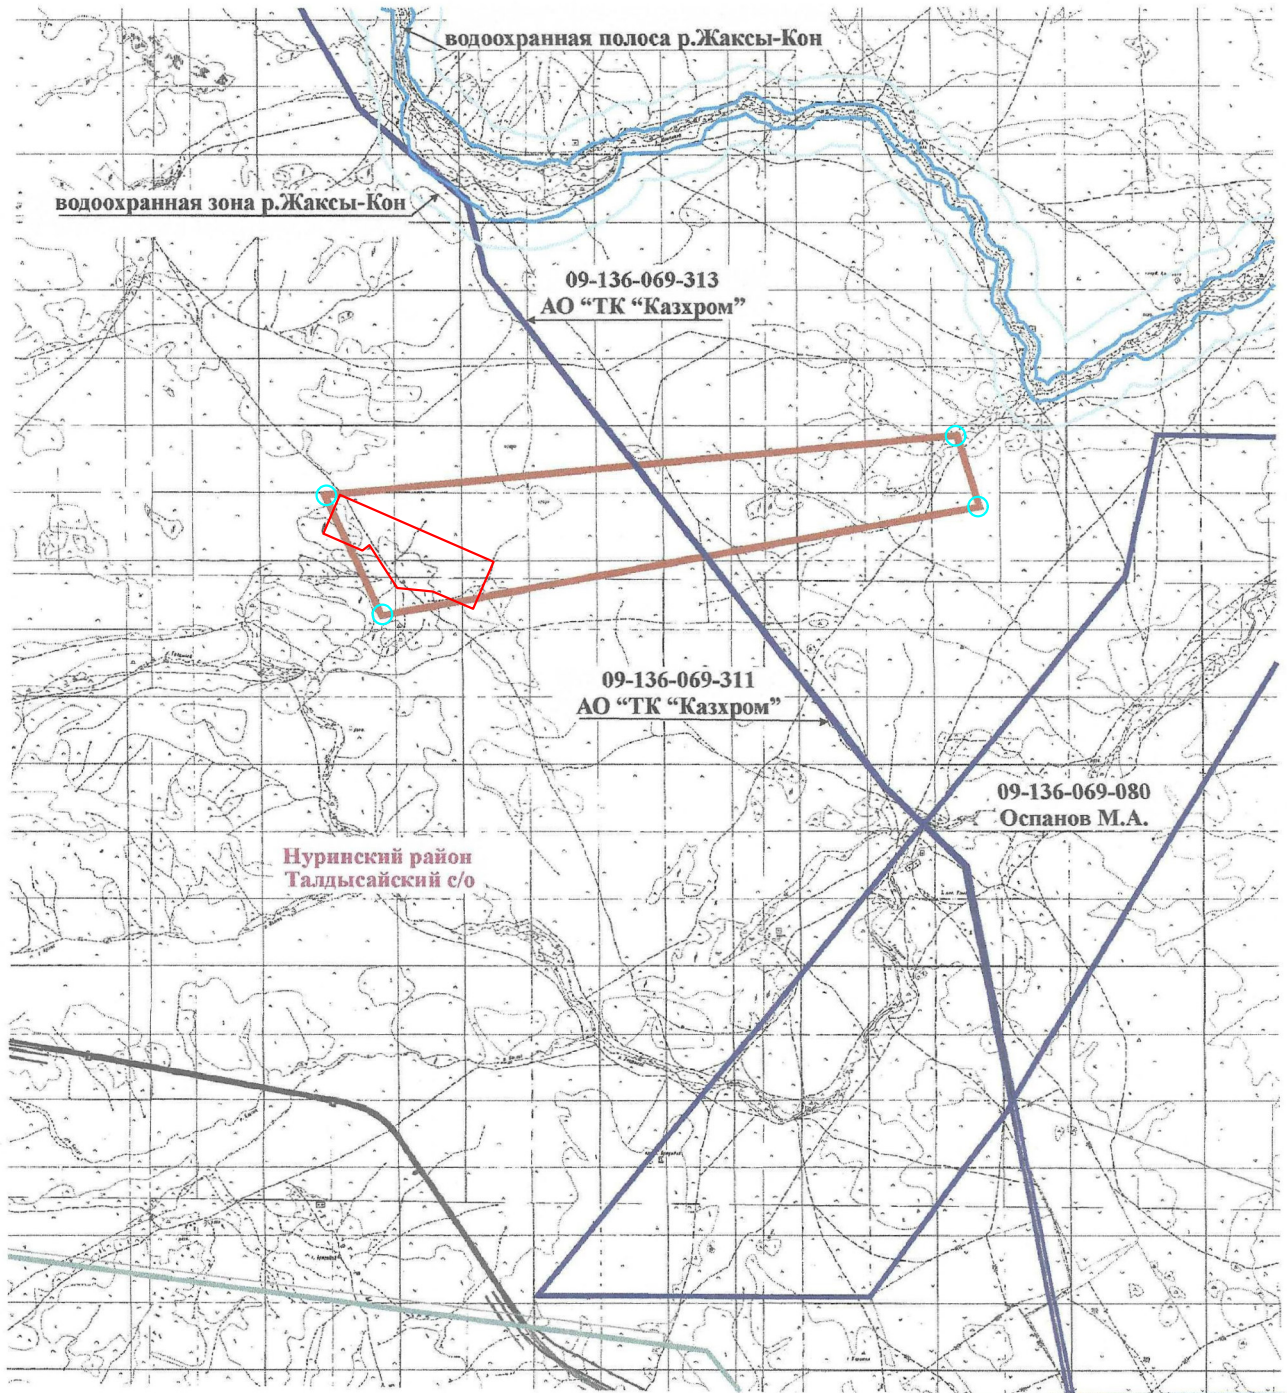 водоохранная полоса р.Жаксы-Кон
водоохранная зона р.Жаксы-Кон
09-136-069-313
АО “ТК “Казхром”
09-136-069-311
АО “ТК “Казхром”
09-136-069-080
Оспанов М.А.
Нуринский район
Талдысайский с/о